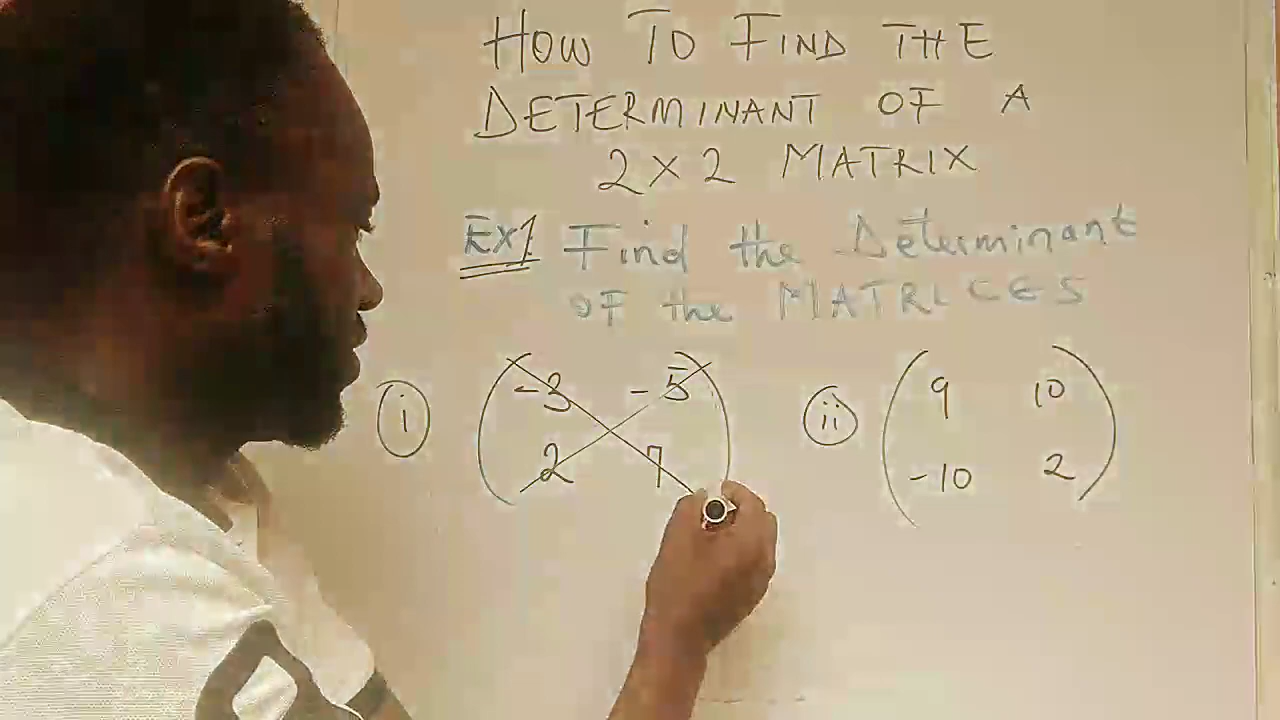 HOW TO FIND THE
DETERMINANT OF A
2×2 MATRIX
Ex1 Find the Determinant
OF the MATRICES
i -3 -5 ii 9 10
2 7 -10 2